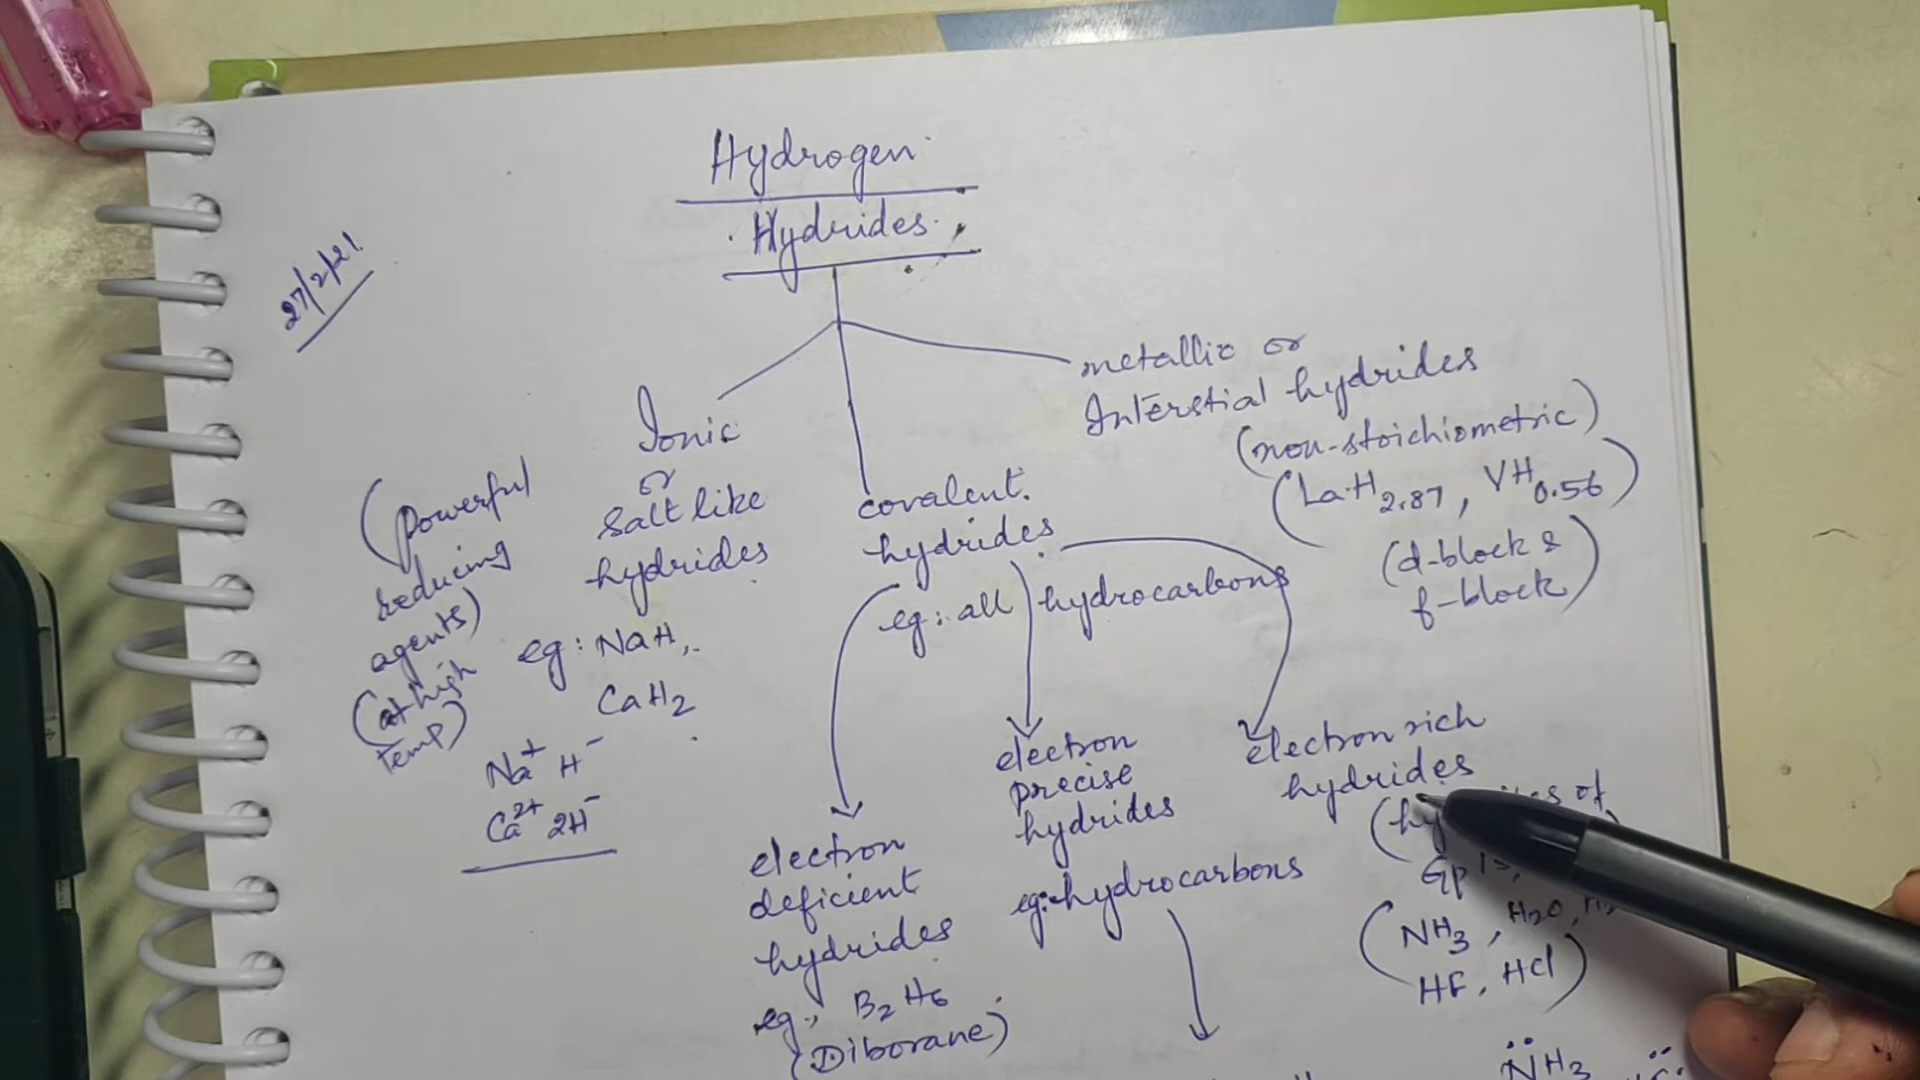 Hydrogen
Hydrides
27/2/21
Ionic
or
Salt like
hydrides
eg: NaH,
CaH2
(powerful
reducing
agents)
(at high
temp)
Na+ H-
Ca2+ 2H-
covalent
hydrides
eg: all hydrocarbons
metallic or
Interstial hydrides
(non-stoichiometric)
(LaH2.87, VH0.56)
(d-block &
f-block)
electron
deficient
hydrides
eg., B2H6
(Diborane)
electron
precise
hydrides
eg: hydrocarbons
electron rich
hydrides
of
Gp
(NH3, H2O,
HF, HCl)
NH3